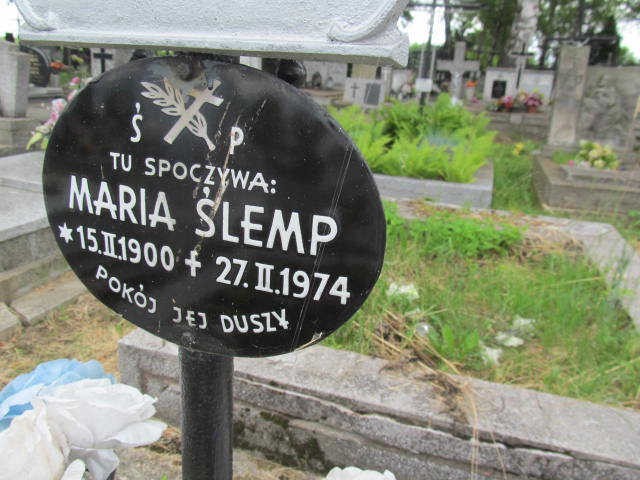 Ś P
TU SPOCZYWA:
MARIA ŚLEMP
* 15.II.1900 + 27.II.1974
POKÓJ JEJ DUSZY